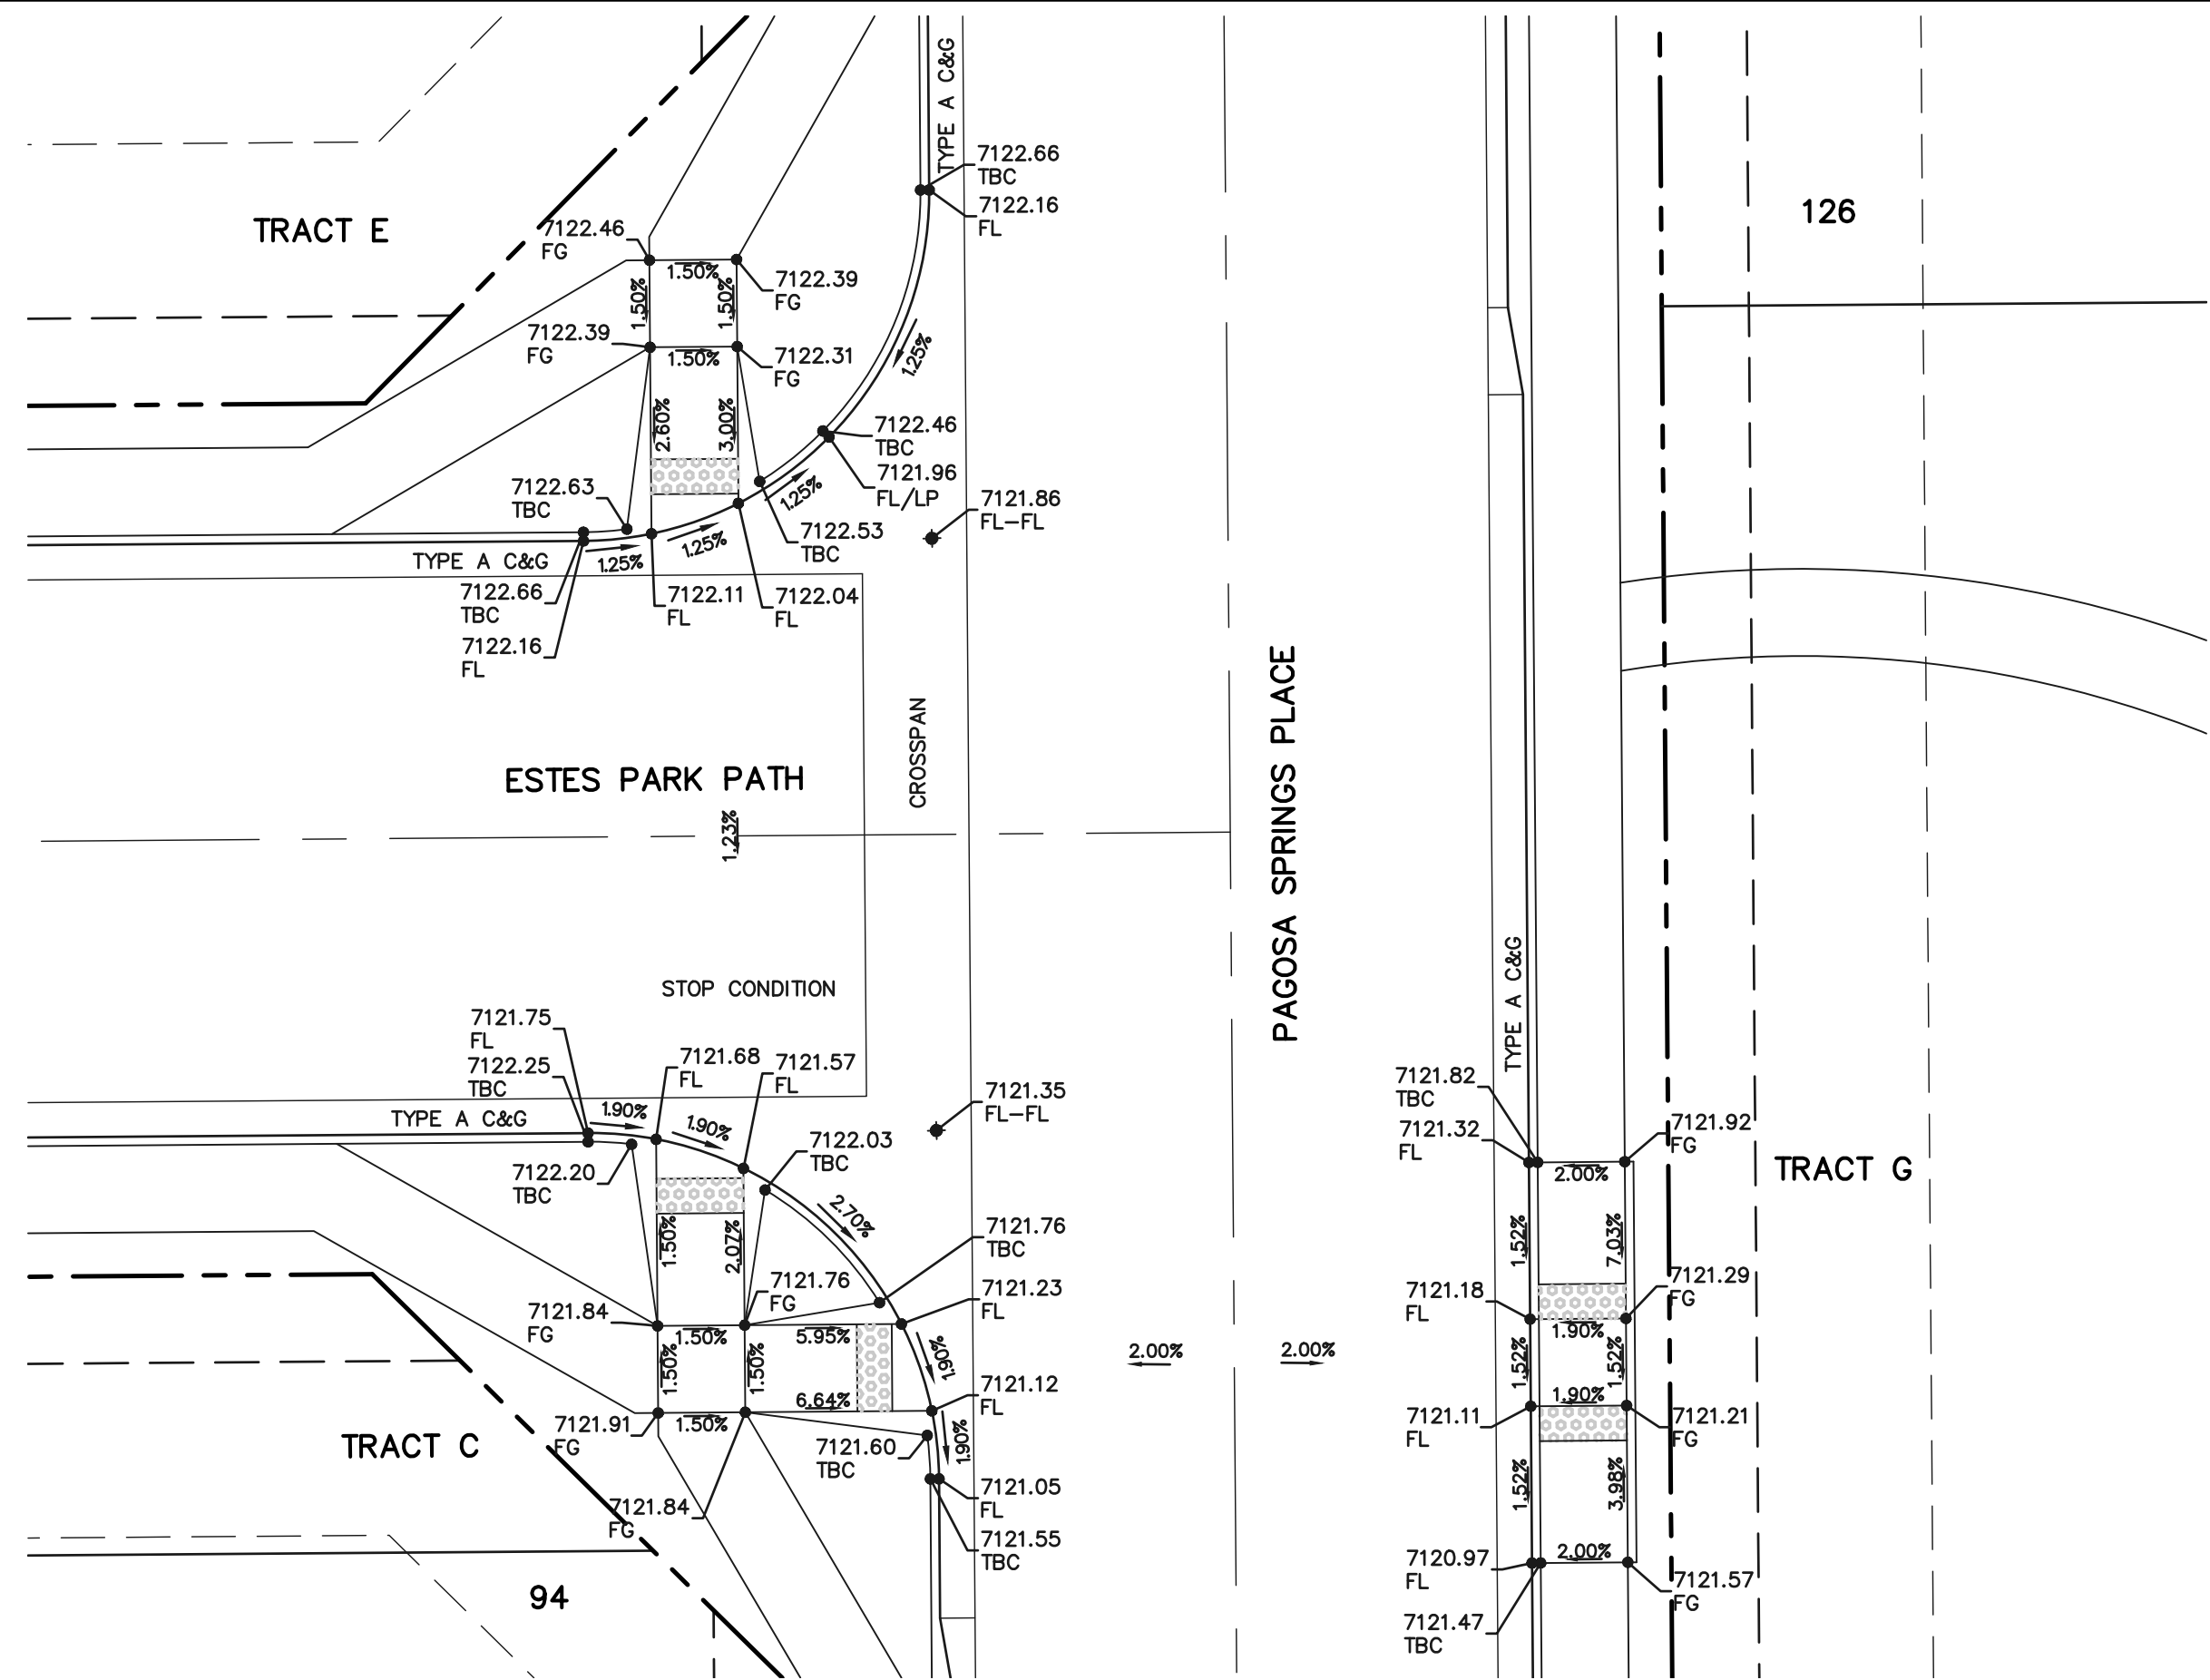 TYPE A C&G
7122.66
TBC
7122.16
FL
TRACT E
7122.46
FG
1.50%
7122.39
FG
1.50%
1.50%
7122.39
FG
1.50%
7122.31
FG
1.25%
2.60%
3.00%
7122.46
TBC
7121.96
FL/LP
7122.63
TBC
1.25%
7121.86
FL-FL
7122.53
TBC
1.25%
TYPE A C&G
1.25%
7122.66
TBC
7122.11
FL
7122.04
FL
7122.16
FL
126
ESTES PARK PATH
1.23%
CROSSPAN
PAGOSA SPRINGS PLACE
STOP CONDITION
TYPE A C&G
7121.75
FL
7122.25
TBC
7121.68
FL
7121.57
FL
7121.35
FL-FL
TYPE A C&G
1.90%
1.90%
7122.03
TBC
7122.20
TBC
2.70%
1.50%
2.07%
7121.76
TBC
7121.76
FG
7121.23
FL
7121.84
FG
1.50%
5.95%
1.50%
1.50%
1.90%
6.64%
7121.12
FL
7121.91
FG
1.50%
1.90%
7121.60
TBC
TRACT C
7121.05
FL
7121.84
FG
7121.55
TBC
94
2.00%
2.00%
7121.82
TBC
7121.32
FL
7121.92
FG
2.00%
TRACT G
1.52%
7.03%
7121.18
FL
7121.29
FG
1.90%
1.52%
1.52%
1.90%
7121.11
FL
7121.21
FG
1.52%
3.98%
2.00%
7120.97
FL
7121.57
FG
7121.47
TBC